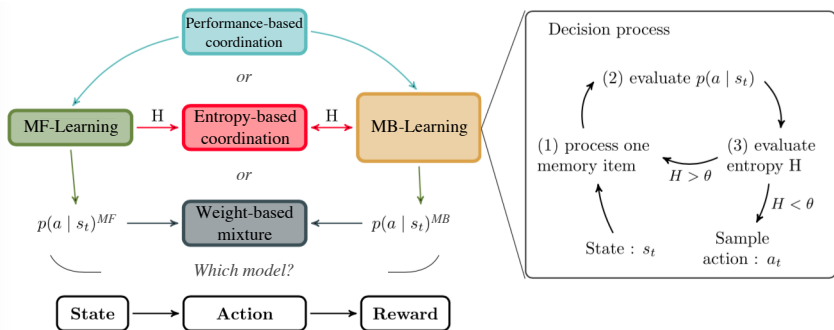 Performance-based
coordination
or
MF-Learning
H
Entropy-based
coordination
H
MB-Learning
or
p(a | s_t)^{MF}
Weight-based
mixture
p(a | s_t)^{MB}
Which model?
State
Action
Reward
Decision process
(2) evaluate p(a | s_t)
(1) process one
memory item
(3) evaluate
entropy H
H > θ
H < θ
State : s_t
Sample
action : a_t